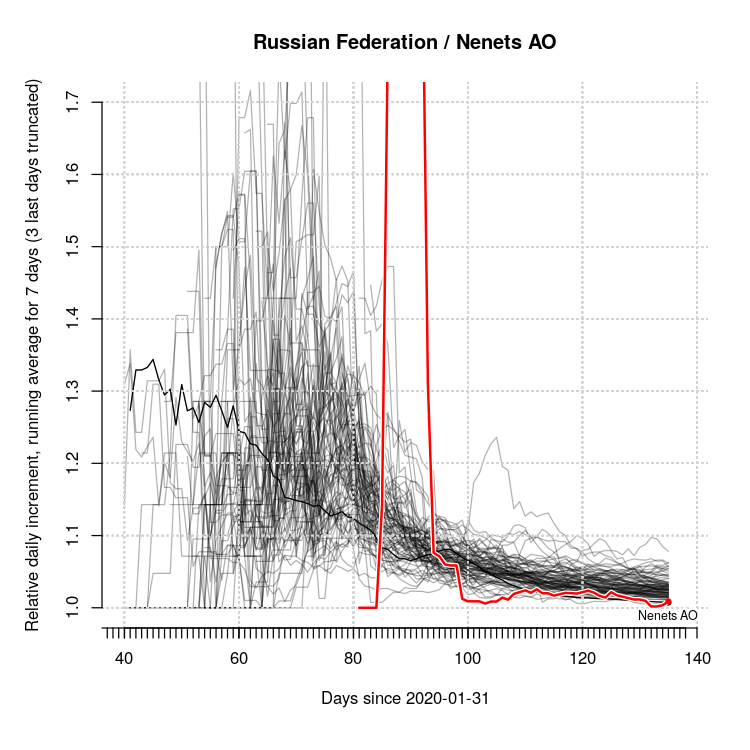 Russian Federation / Nenets AO
Relative daily increment, running average for 7 days (3 last days truncated)
1.7
1.6
1.5
1.4
1.3
1.2
1.1
1.0
Nenets AO
40 60 80 100 120 140
Days since 2020-01-31